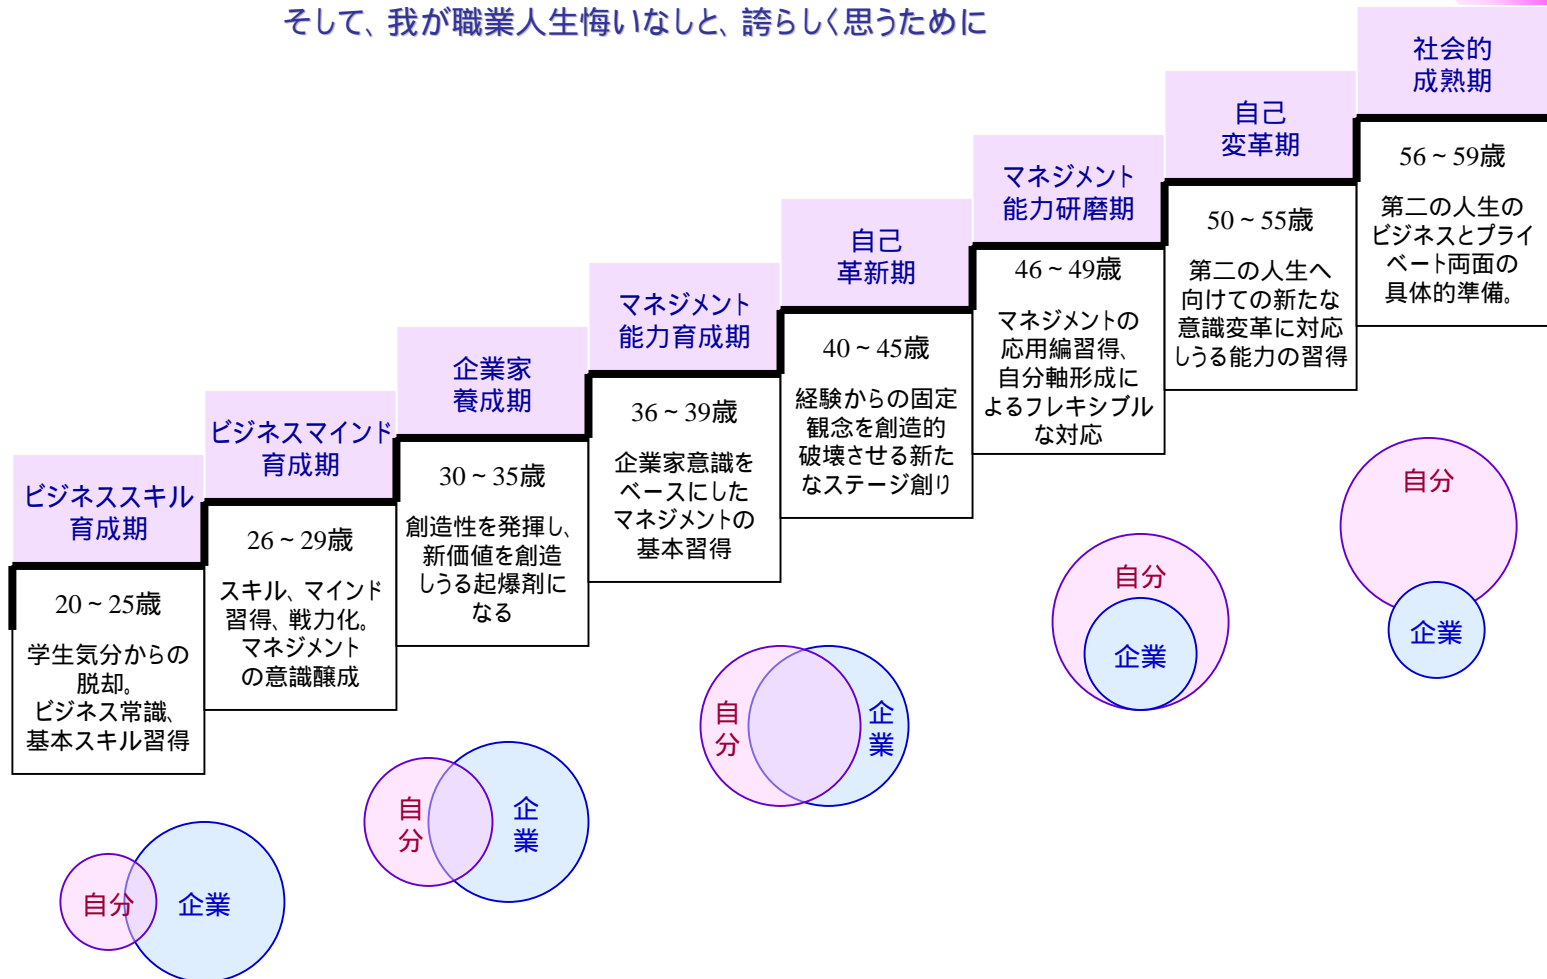 そして、我が職業人生悔いなしと、誇らしく思うために
ビジネススキル
育成期
20～25歳
学生気分からの
脱却。
ビジネス常識、
基本スキル習得
ビジネスマインド
育成期
26～29歳
スキル、マインド
習得、戦力化。
マネジメント
の意識醸成
企業家
養成期
30～35歳
創造性を発揮し、
新価値を創造
しうる起爆剤に
なる
マネジメント
能力育成期
36～39歳
企業家意識を
ベースにした
マネジメントの
基本習得
自己
革新期
40～45歳
経験からの固定
観念を創造的
破壊させる新た
なステージ創り
マネジメント
能力研磨期
46～49歳
マネジメントの
応用編習得、
自分軸形成に
よるフレキシブル
な対応
自己
変革期
50～55歳
第二の人生へ
向けての新たな
意識変革に対応
しうる能力の習得
社会的
成熟期
56～59歳
第二の人生の
ビジネスとプライ
ベート両面の
具体的準備。
自分
企業
自
分
企
業
自
分
企
業
自分
企業
自分
企業